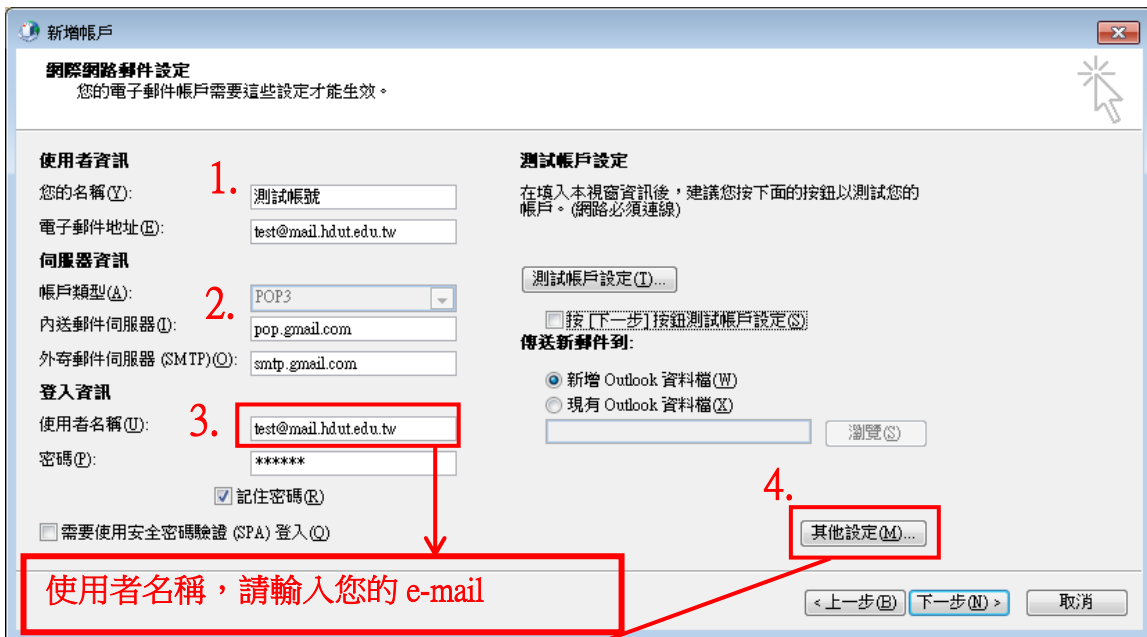 新增帳戶
網際網路郵件設定
您的電子郵件帳戶需要這些設定才能生效。
使用者資訊
1.
您的名稱(Y):
測試帳號
電子郵件地址(E):
test@mail.hdut.edu.tw
伺服器資訊
帳戶類型(A):
2.
POP3
內送郵件伺服器(I):
pop.gmail.com
外寄郵件伺服器 (SMTP)(O):
smtp.gmail.com
登入資訊
使用者名稱(U):
3.
test@mail.hdut.edu.tw
密碼(P):
******
記住密碼(R)
需要使用安全密碼驗證 (SPA) 登入(Q)
使用者名稱，請輸入您的 e-mail
測試帳戶設定
在填入本視窗資訊後，建議您按下面的按鈕以測試您的
帳戶。(網路必須連線)
測試帳戶設定(T)...
按 [下一步] 按鈕測試帳戶設定(S)
傳送新郵件到:
新增 Outlook 資料檔(W)
現有 Outlook 資料檔(X)
瀏覽(S)
4.
其他設定(M)...
< 上一步(B)
下一步(N) >
取消